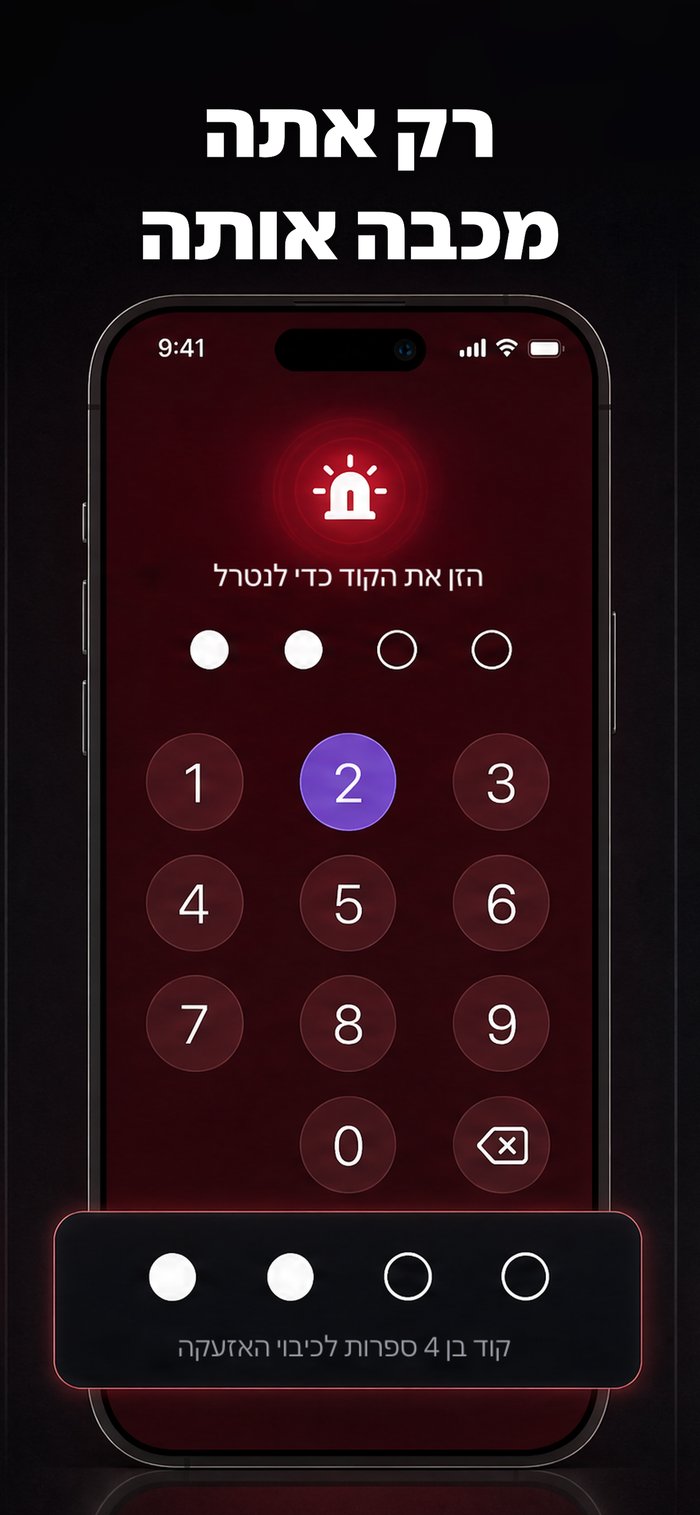 רק אתה
מכבה אותה
9:41
הזן את הקוד כדי לנטרל
1 2 3
4 5 6
7 8 9
0
קוד בן 4 ספרות לכיבוי האזעקה